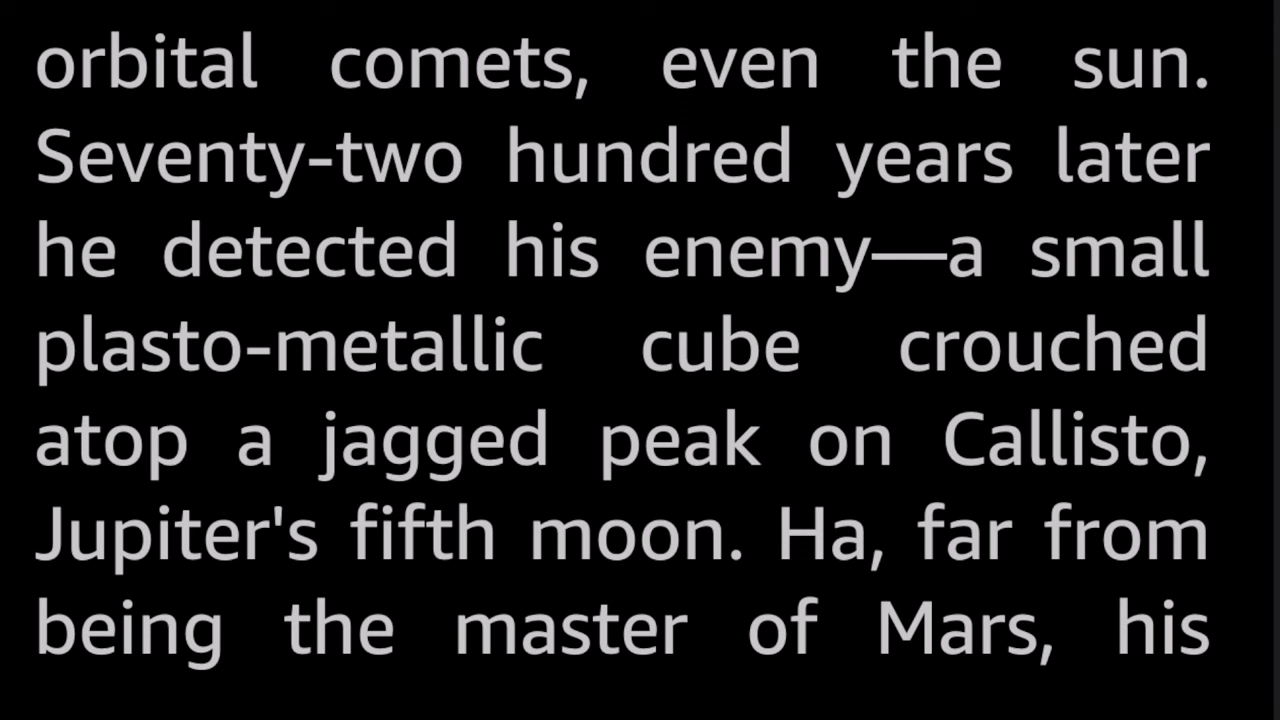 orbital comets, even the sun.
Seventy-two hundred years later
he detected his enemy—a small
plasto-metallic cube crouched
atop a jagged peak on Callisto,
Jupiter's fifth moon. Ha, far from
being the master of Mars, his